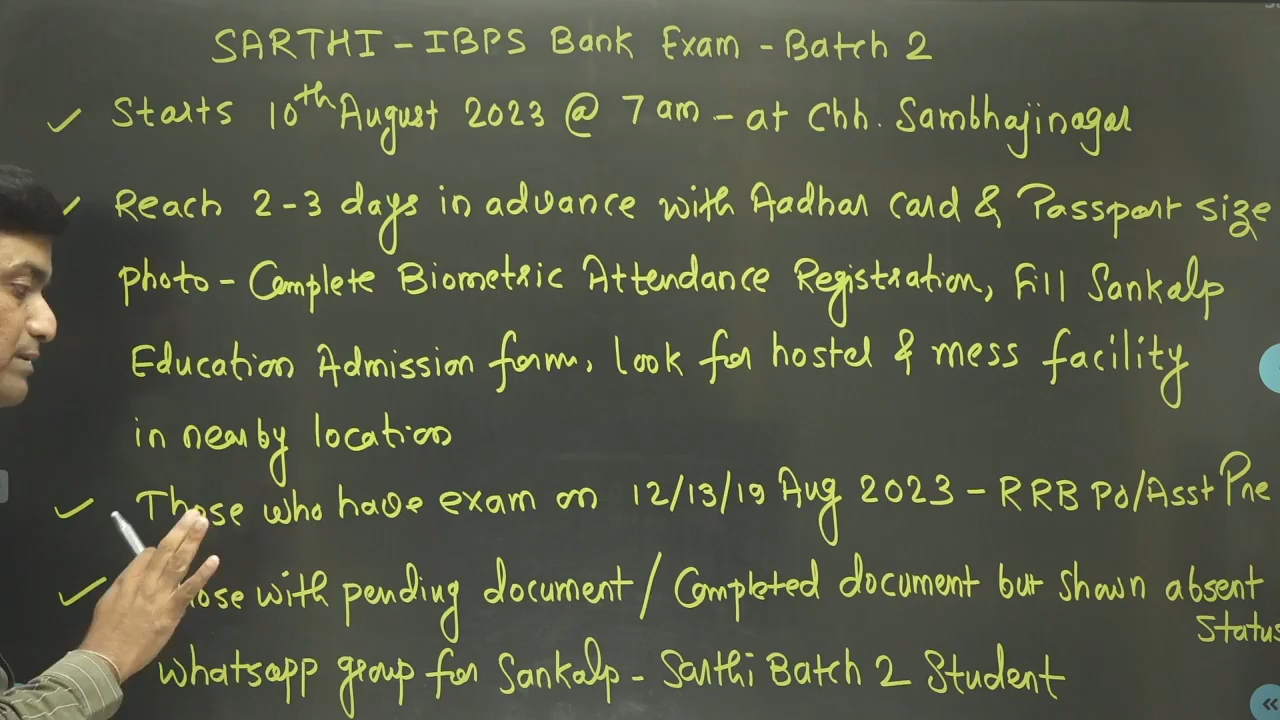 SARTHI - IBPS Bank Exam - Batch 2
✓ Starts 10th August 2023 @ 7 am - at Chh. Sambhajinagar
✓ Reach 2-3 days in advance with Aadhar card & Passport size
photo - Complete Biometric Attendance Registration, Fill Sankalp
Education Admission form, look for hostel & mess facility
in nearby location
✓ Those who have exam on 12/13/19 Aug 2023 - RRB PO/Asst Pre
✓ those with pending document / Completed document but shown absent
Status
whatsapp group for Sankalp - Sarthi Batch 2 Student